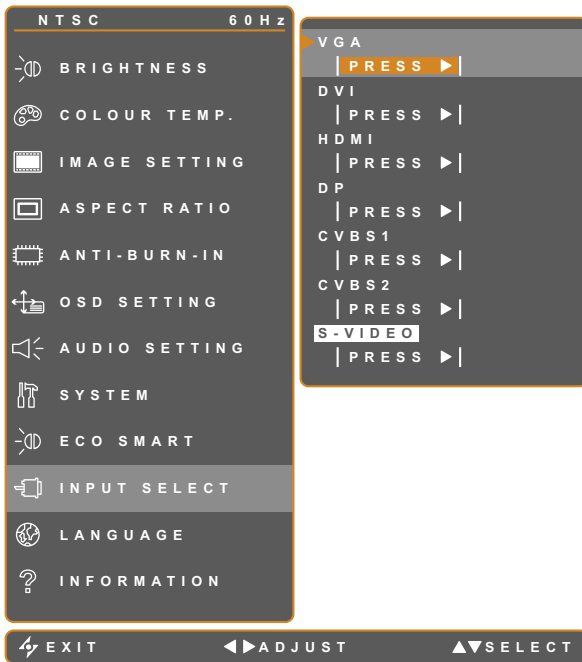 NTSC 60Hz
BRIGHTNESS
COLOUR TEMP.
IMAGE SETTING
ASPECT RATIO
ANTI-BURN-IN
OSD SETTING
AUDIO SETTING
SYSTEM
ECO SMART
INPUT SELECT
LANGUAGE
INFORMATION
VGA
PRESS
DVI
PRESS
HDMI
PRESS
DP
PRESS
CVBS1
PRESS
CVBS2
PRESS
S-VIDEO
PRESS
EXIT ADJUST SELECT